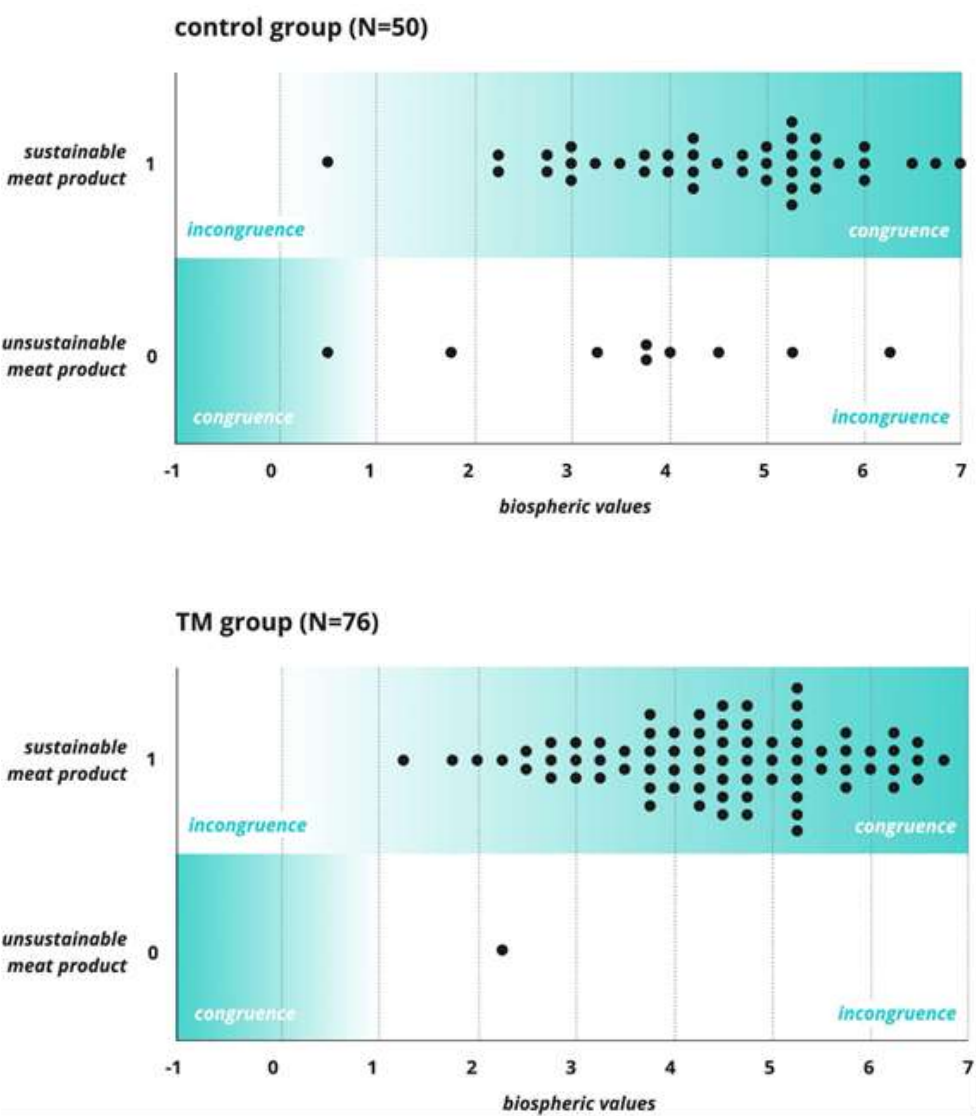 control group (N=50)
sustainable
meat product
1
incongruence
congruence
unsustainable
meat product
0
congruence
incongruence
-1 0 1 2 3 4 5 6 7
biospheric values
TM group (N=76)
sustainable
meat product
1
incongruence
congruence
unsustainable
meat product
0
congruence
incongruence
-1 0 1 2 3 4 5 6 7
biospheric values